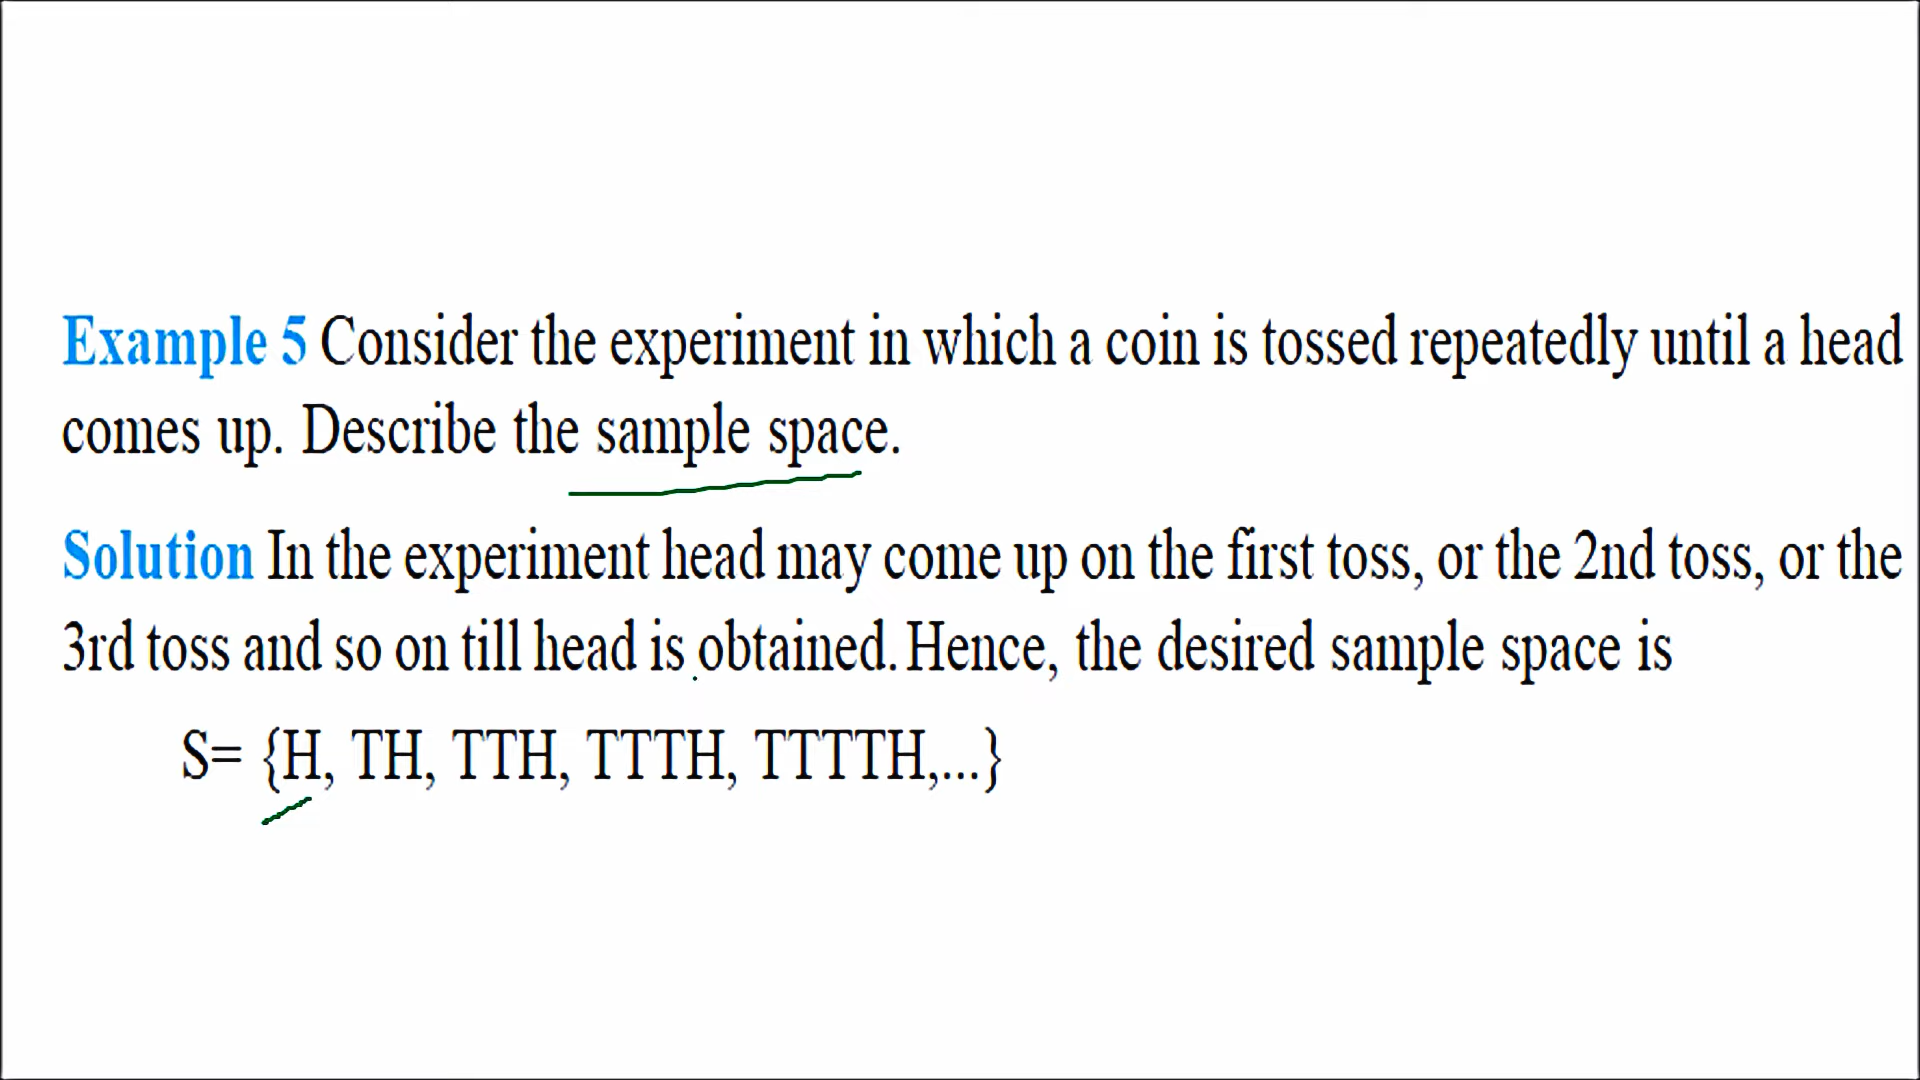 Example 5 Consider the experiment in which a coin is tossed repeatedly until a head
comes up. Describe the sample space.
Solution In the experiment head may come up on the first toss, or the 2nd toss, or the
3rd toss and so on till head is obtained. Hence, the desired sample space is
S= {H, TH, TTH, TTTH, TTTTH,...}